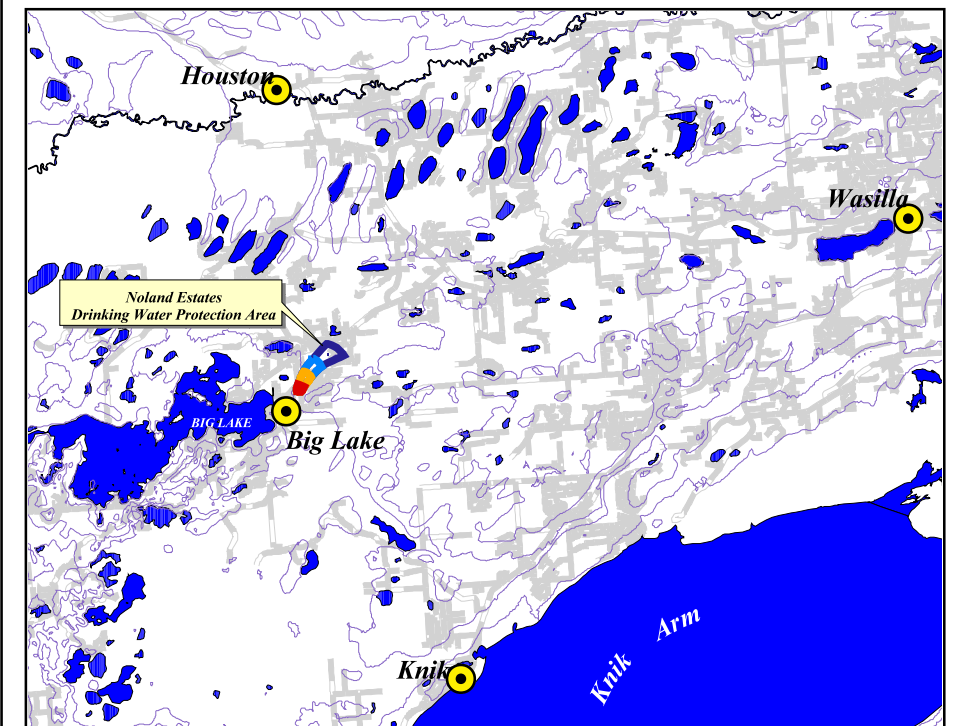 Houston
Wasilla
Noland Estates
Drinking Water Protection Area
BIG LAKE
Big Lake
Knik Arm
Knik